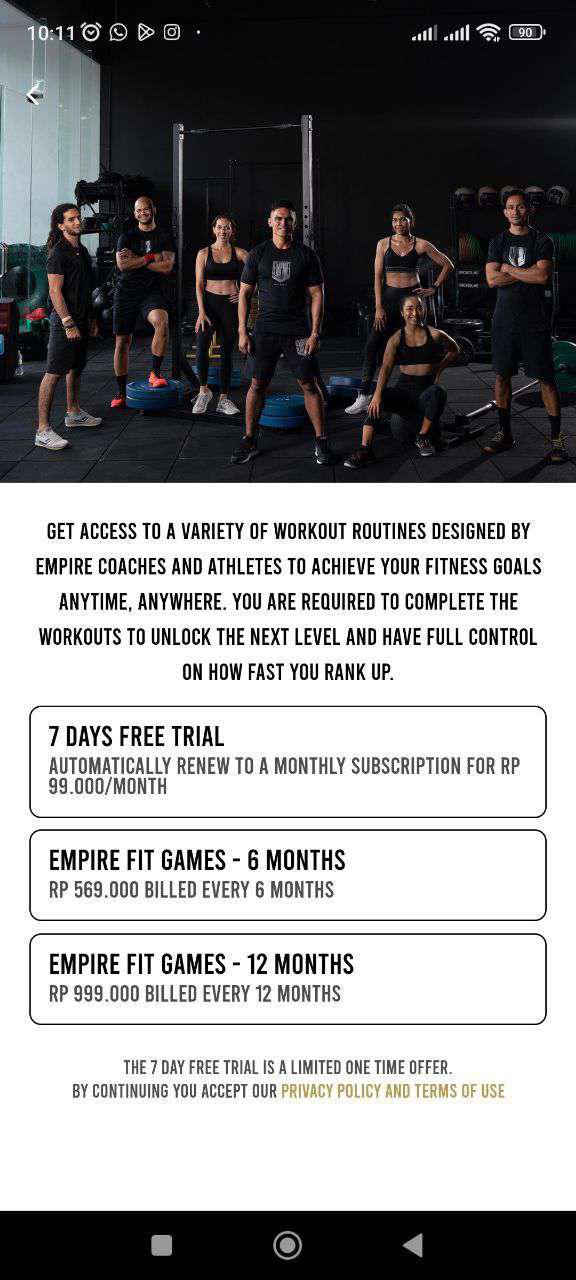 10:11
90
GET ACCESS TO A VARIETY OF WORKOUT ROUTINES DESIGNED BY
EMPIRE COACHES AND ATHLETES TO ACHIEVE YOUR FITNESS GOALS
ANYTIME, ANYWHERE. YOU ARE REQUIRED TO COMPLETE THE
WORKOUTS TO UNLOCK THE NEXT LEVEL AND HAVE FULL CONTROL
ON HOW FAST YOU RANK UP.
7 DAYS FREE TRIAL
AUTOMATICALLY RENEW TO A MONTHLY SUBSCRIPTION FOR RP
99.000/MONTH
EMPIRE FIT GAMES - 6 MONTHS
RP 569.000 BILLED EVERY 6 MONTHS
EMPIRE FIT GAMES - 12 MONTHS
RP 999.000 BILLED EVERY 12 MONTHS
THE 7 DAY FREE TRIAL IS A LIMITED ONE TIME OFFER.
BY CONTINUING YOU ACCEPT OUR PRIVACY POLICY AND TERMS OF USE